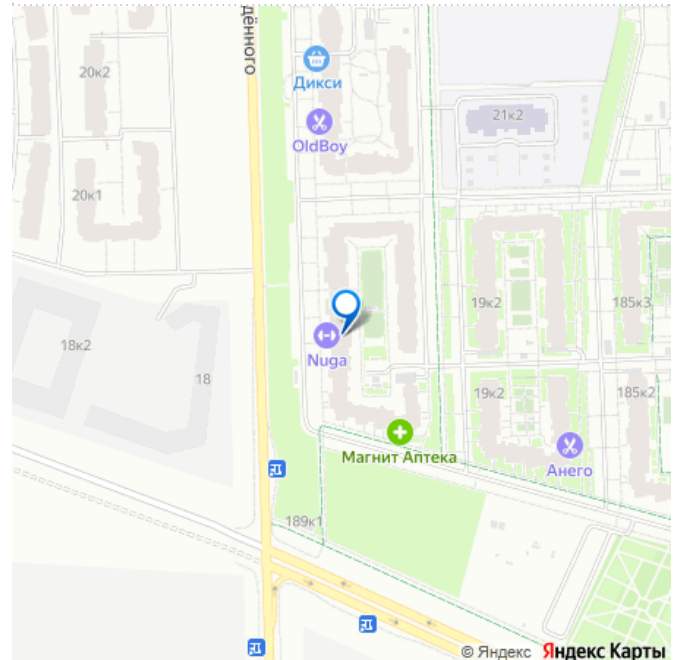 дённого
20к2
Дикси
OldBoy
21к2
20к1
19к2
185к3
18к2
18
Nuga
19к2
185к2
Магнит Аптека
Анего
189к1
© Яндекс Яндекс Карты